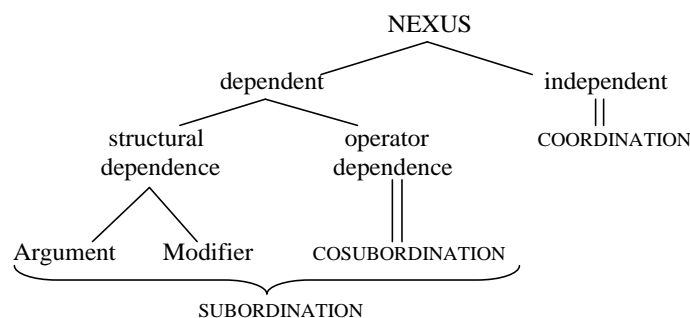 NEXUS
dependent independent
structural operator COORDINATION
dependence dependence
Argument Modifier COSUBORDINATION
SUBORDINATION